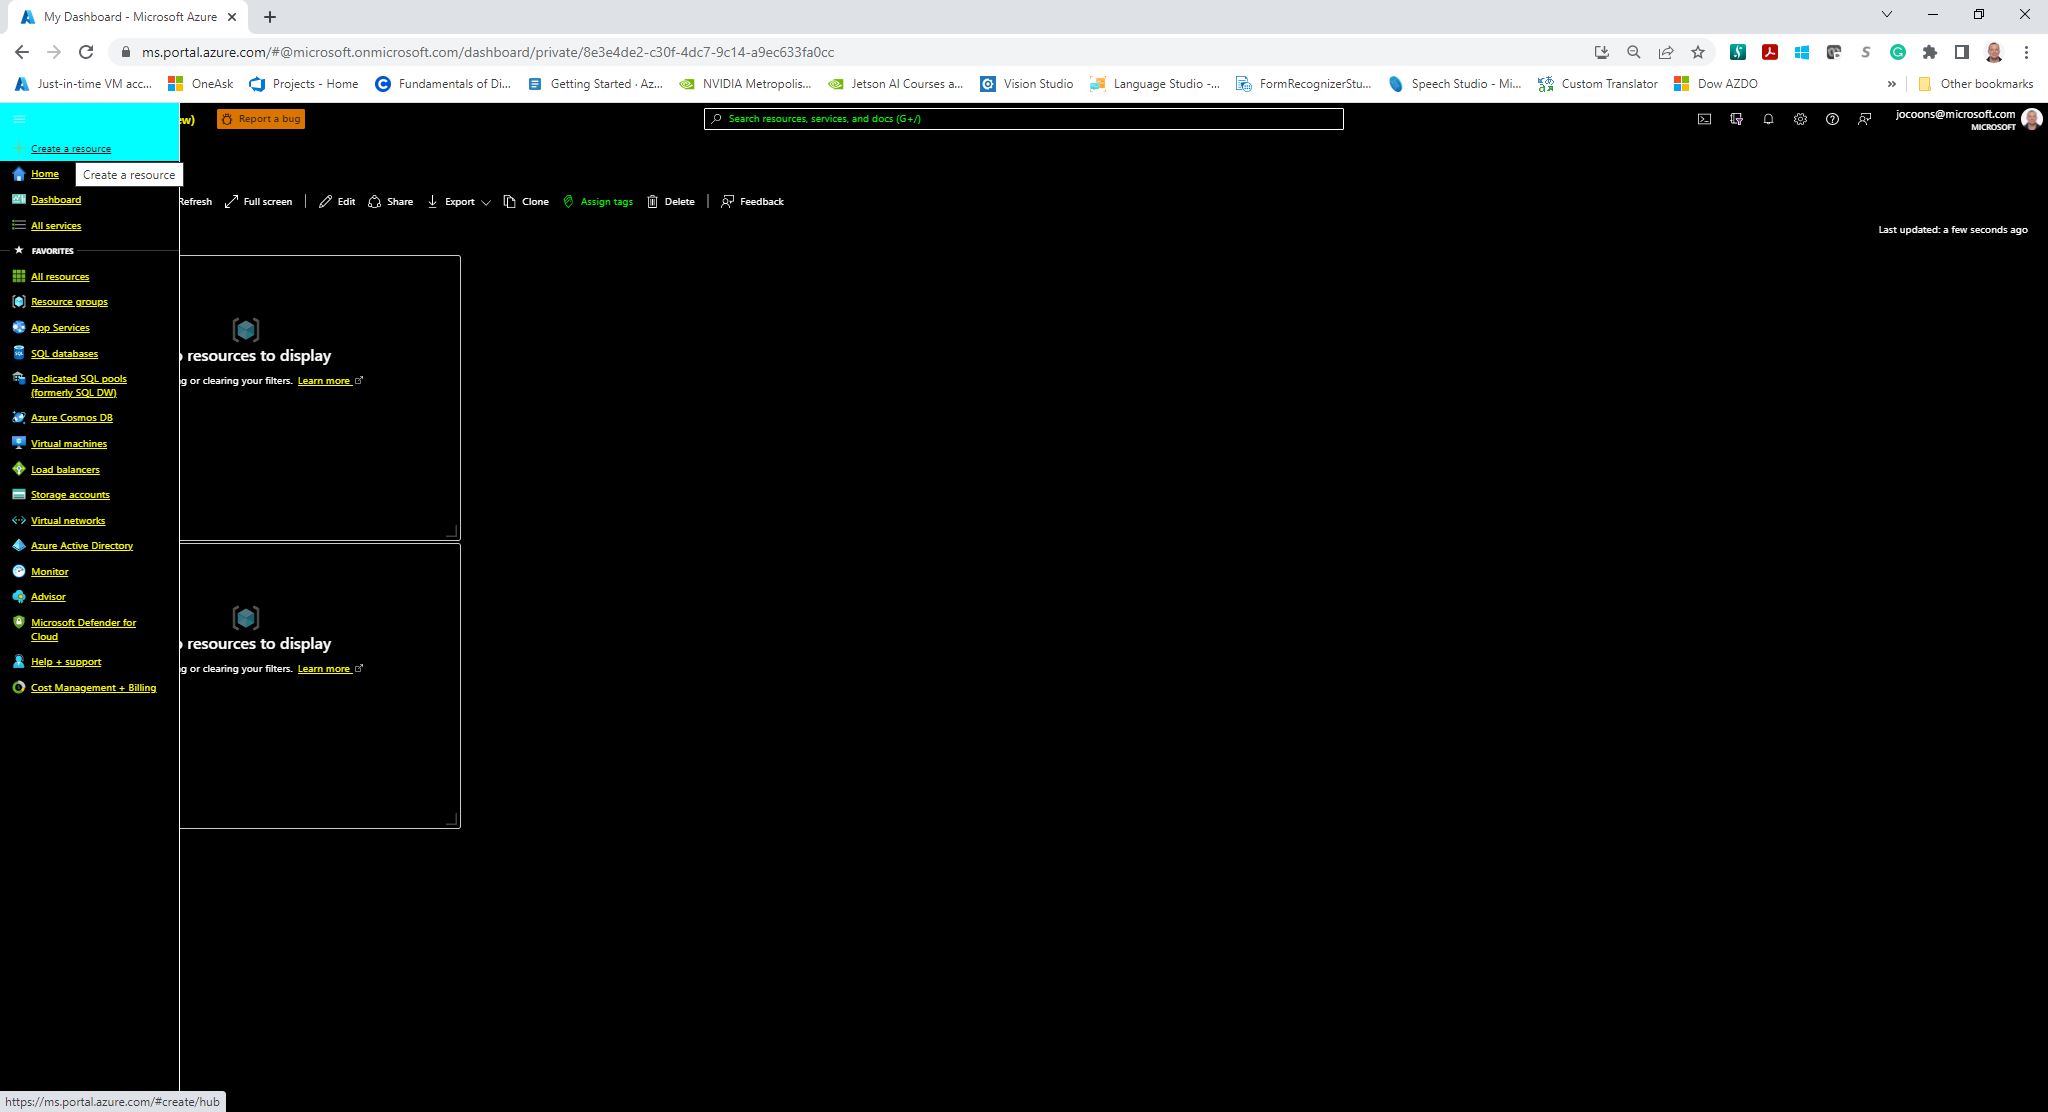 My Dashboard - Microsoft Azure
ms.portal.azure.com/#@microsoft.onmicrosoft.com/dashboard/private/8e3e4de2-c30f-4dc7-9c14-a9ec633fa0cc
Just-in-time VM acc... OneAsk Projects - Home Fundamentals of Di... Getting Started · Az... NVIDIA Metropolis... Jetson AI Courses a... Vision Studio Language Studio -... FormRecognizerStu... Speech Studio - Mi... Custom Translator Dow AZDO » Other bookmarks
ew) Report a bug Search resources, services, and docs (G+/) jocoons@microsoft.com
MICROSOFT
Create a resource
Home
Create a resource
Dashboard
Refresh Full screen Edit Share Export Clone Assign tags Delete Feedback
All services
Last updated: a few seconds ago
FAVORITES
All resources
Resource groups
App Services
SQL databases
Dedicated SQL pools
(formerly SQL DW)
Azure Cosmos DB
Virtual machines
Load balancers
Storage accounts
Virtual networks
Azure Active Directory
Monitor
Advisor
Microsoft Defender for
Cloud
Help + support
Cost Management + Billing
resources to display
g or clearing your filters. Learn more
resources to display
g or clearing your filters. Learn more
https://ms.portal.azure.com/#create/hub